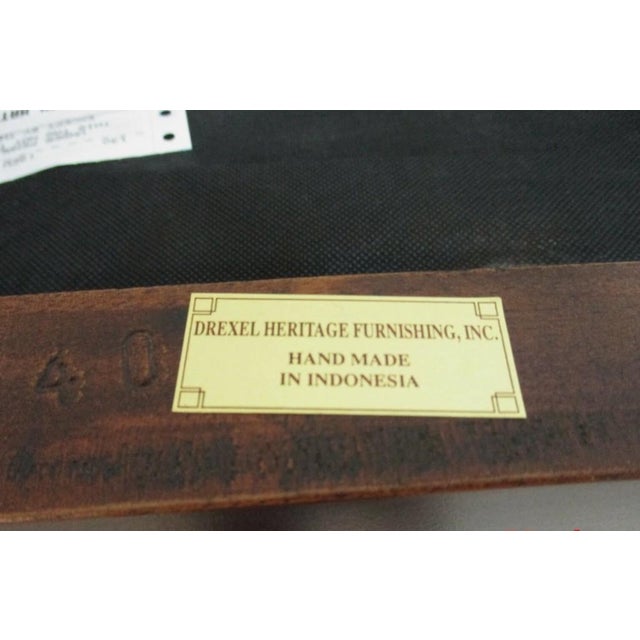 DREXEL HERITAGE FURNISHING, INC.
HAND MADE
IN INDONESIA
40